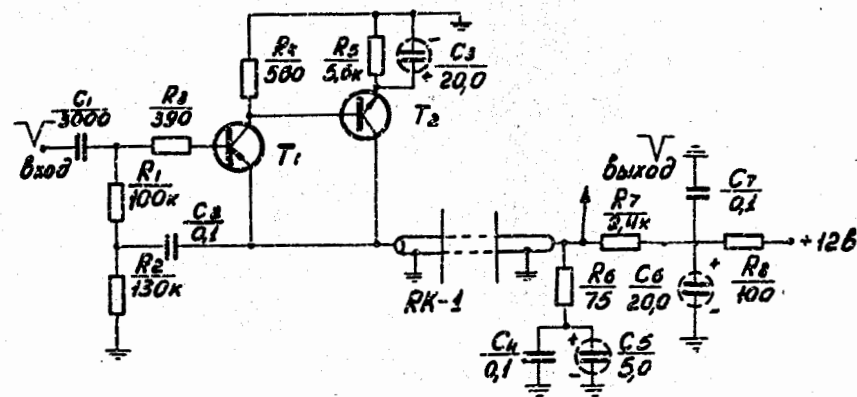 R4
560
R5
5,6к
-
+
C3
20,0
C1
3000
R3
390
T1
T2
вход
R1
100к
C2
0,1
R2
130к
RK-1
выход
R7
2,4к
C7
0,1
+12в
R6
75
C6
20,0
+
-
R8
100
C4
0,1
+
-
C5
5,0